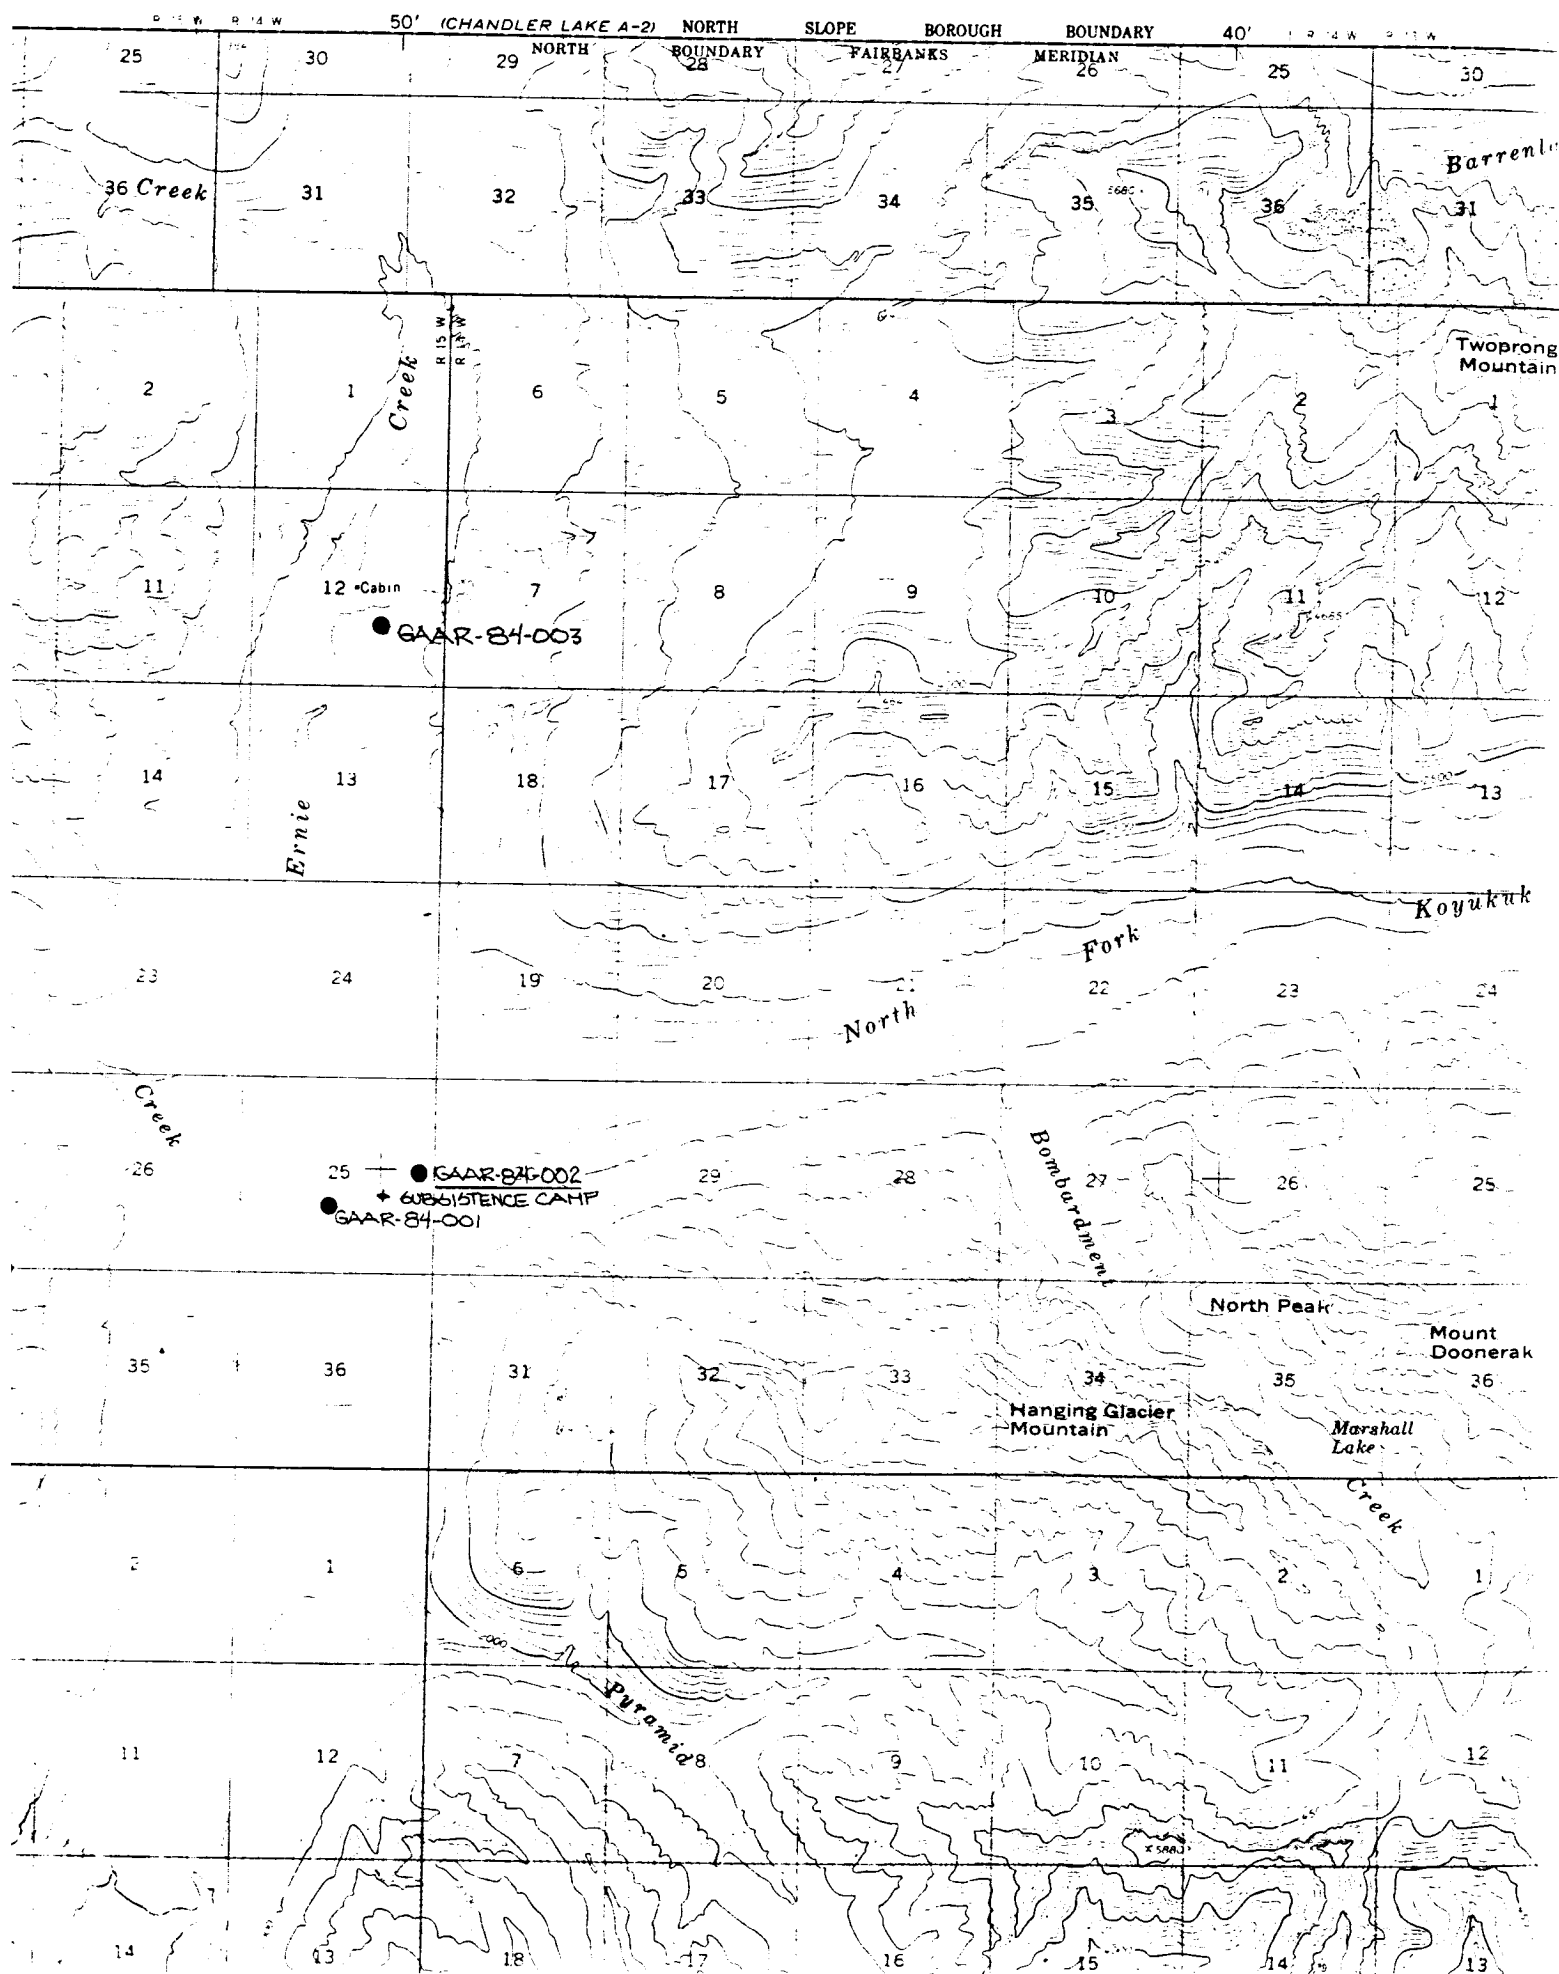 R 15 W R 14 W 50' (CHANDLER LAKE A-2) NORTH SLOPE BOROUGH BOUNDARY 40' R 14 W R 13 W
NORTH BOUNDARY FAIRBANKS MERIDIAN
25 30 29 28 27 26 25 30
Barrenl
36 Creek 31 32 33 34 35 36 31
R 15 W
R 14 W
Twoprong
Mountain
Creek
2 1 6 5 4 3 2 1
11 12 Cabin 7 8 9 10 11 12
GAAR-84-003
14 13 18 17 16 15 14 13
Ernie
Koyukuk
Fork
23 24 19 20 21 22 23 24
North
Creek
Bombardment
26 25 GAAR-84-002 29 28 27 26 25
SUBSISTENCE CAMP
GAAR-84-001
North Peak
Mount
Doonerak
35 36 31 32 33 34 35 36
Hanging Glacier
Mountain
Marshall
Lake
Creek
2 1 6 5 4 3 2 1
Pyramid
11 12 7 8 9 10 11 12
14 13 18 17 16 15 14 13